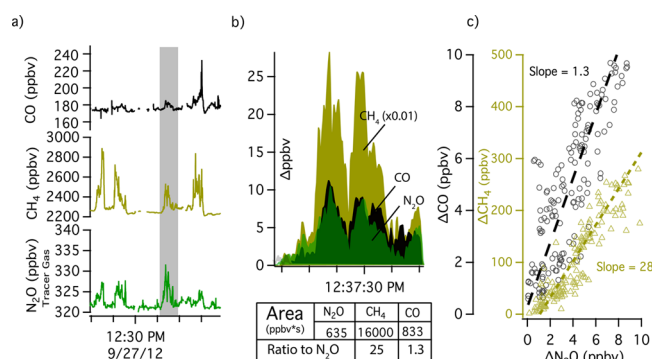 a)
CO (ppbv)
240
220
200
180
160
CH4 (ppbv)
3000
2800
2600
2400
2200
N2O (ppbv)
Tracer Gas
340
335
330
325
320
12:30 PM
9/27/12
b)
Δppbv
25
20
15
10
5
0
CH4 (x0.01)
CO
N2O
12:37:30 PM
Area
(ppbv*s)
N2O CH4 CO
635 16000 833
Ratio to N2O 25 1.3
c)
ΔCO (ppbv)
10
8
6
4
2
0
ΔCH4 (ppbv)
500
400
300
200
100
0
Slope = 1.3
Slope = 28
0 2 4 6 8 10
ΔN2O (ppbv)